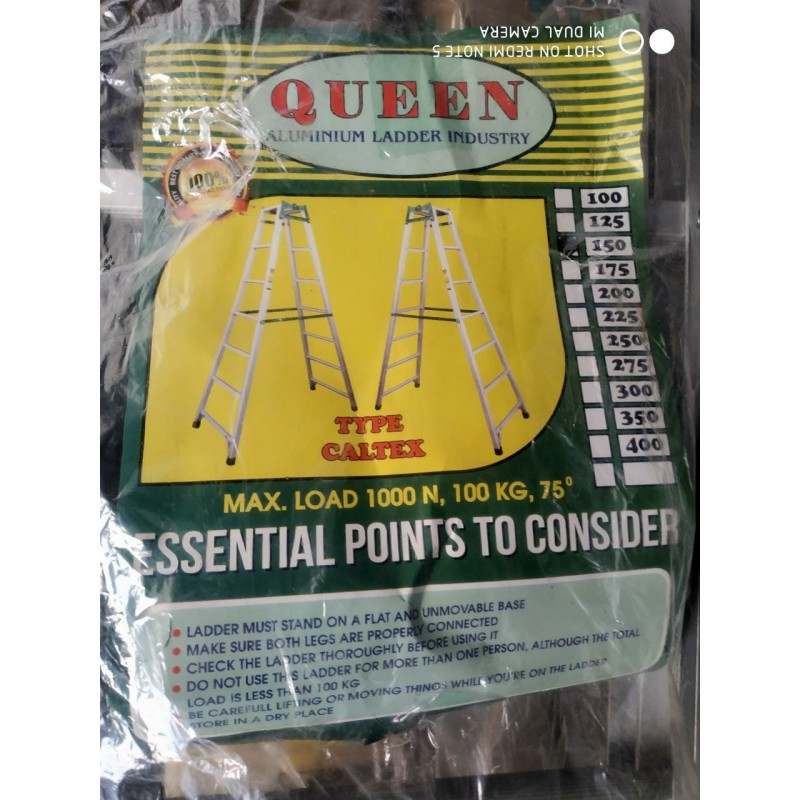 SHOT ON REDMI NOTE 5
MI DUAL CAMERA
QUEEN
ALUMINIUM LADDER INDUSTRY
100%
100
125
150
175
200
225
250
275
300
350
400
TYPE
CALTEX
MAX. LOAD 1000 N, 100 KG, 75⁰
ESSENTIAL POINTS TO CONSIDER
• LADDER MUST STAND ON A FLAT AND UNMOVABLE BASE
• MAKE SURE BOTH LEGS ARE PROPERLY CONNECTED
• CHECK THE LADDER THOROUGHLY BEFORE USING IT
• DO NOT USE THIS LADDER FOR MORE THAN ONE PERSON, ALTHOUGH THE TOTAL
LOAD IS LESS THAN 100 KG
BE CAREFULL LIFTING OR MOVING THINGS WHILE YOU'RE ON THE LADDER
STORE IN A DRY PLACE